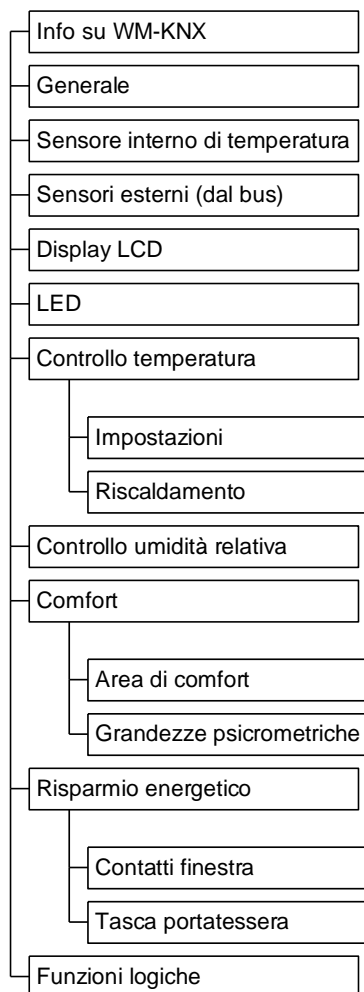 Info su WM-KNX
Generale
Sensore interno di temperatura
Sensori esterni (dal bus)
Display LCD
LED
Controllo temperatura
Impostazioni
Riscaldamento
Controllo umidità relativa
Comfort
Area di comfort
Grandezze psicrometriche
Risparmio energetico
Contatti finestra
Tasca portatessera
Funzioni logiche